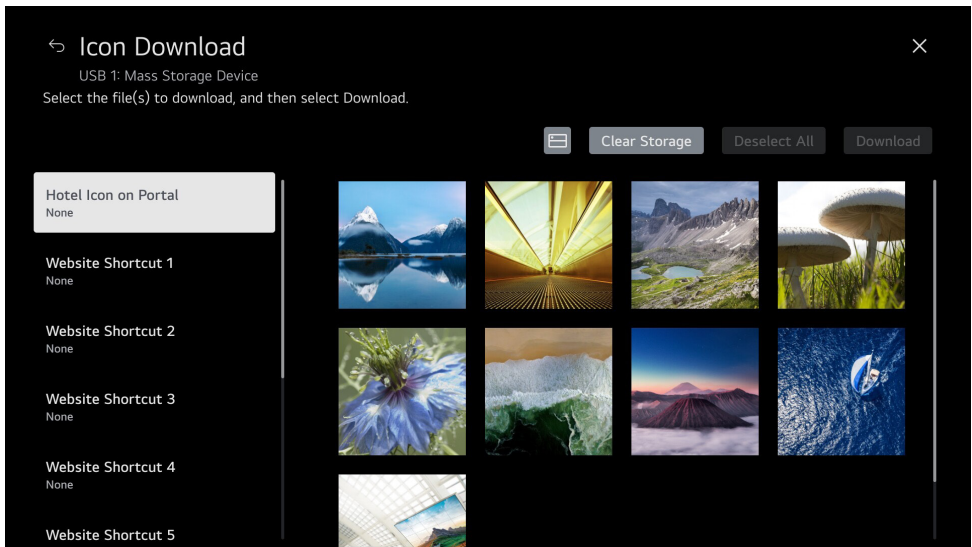 Icon Download
USB 1: Mass Storage Device
Select the file(s) to download, and then select Download.
Clear Storage
Deselect All
Download
Hotel Icon on Portal
None
Website Shortcut 1
None
Website Shortcut 2
None
Website Shortcut 3
None
Website Shortcut 4
None
Website Shortcut 5